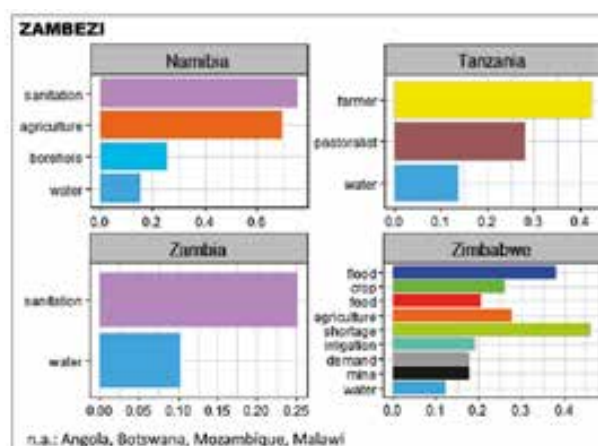 ZAMBEZI
Namibia
sanitation
agriculture
borehole
water
0.0 0.2 0.4 0.6
Tanzania
farmer
pastoralist
water
0.0 0.1 0.2 0.3 0.4
Zambia
sanitation
water
0.00 0.05 0.10 0.15 0.20 0.25
Zimbabwe
flood
crop
food
agriculture
shortage
irrigation
demand
mine
water
0.0 0.1 0.2 0.3 0.4
n.a.: Angola, Botswana, Mozambique, Malawi